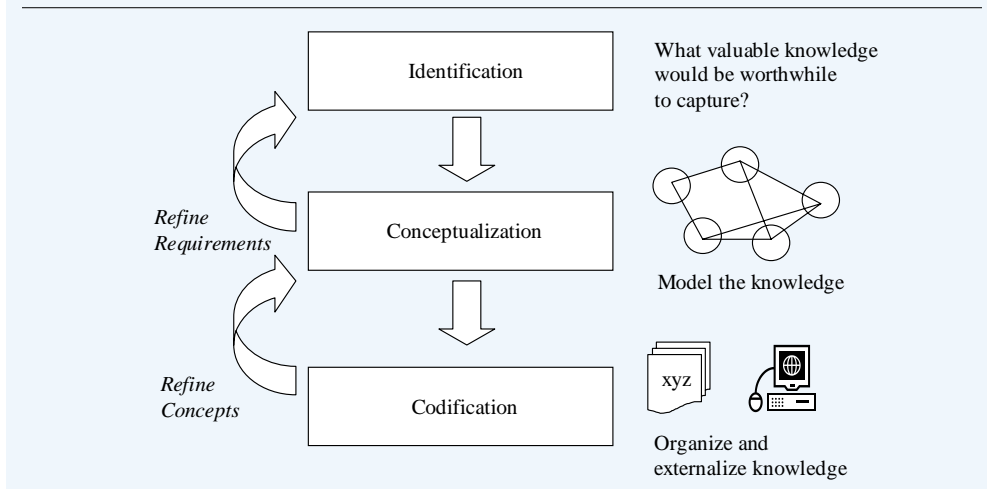 Identification
What valuable knowledge
would be worthwhile
to capture?
Refine
Requirements
Conceptualization
Model the knowledge
Refine
Concepts
Codification
xyz
Organize and
externalize knowledge